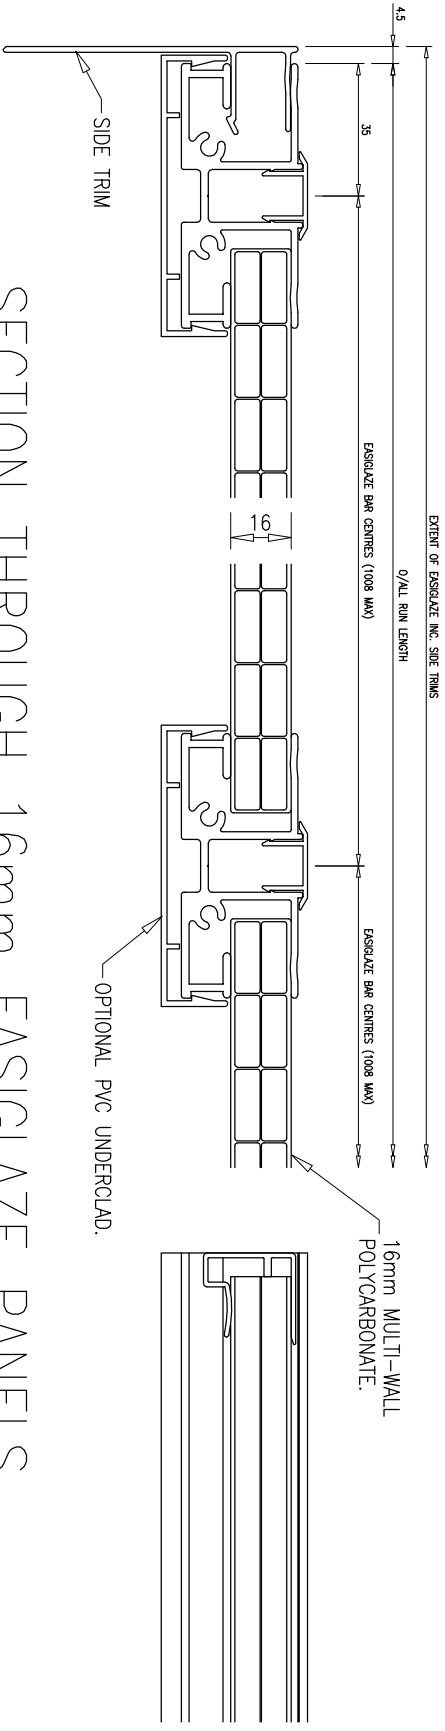 EXTENT OF EASIGLAZE INC. SIDE TRIMS
O/ALL RUN LENGTH
4.5
35
EASIGLAZE BAR CENTRES (1008 MAX)
EASIGLAZE BAR CENTRES (1008 MAX)
16mm MULTI-WALL
POLYCARBONATE.
16
SIDE TRIM
OPTIONAL PVC UNDERCLAD.
SECTION THROUGH 16mm EASIGLAZE PANELS